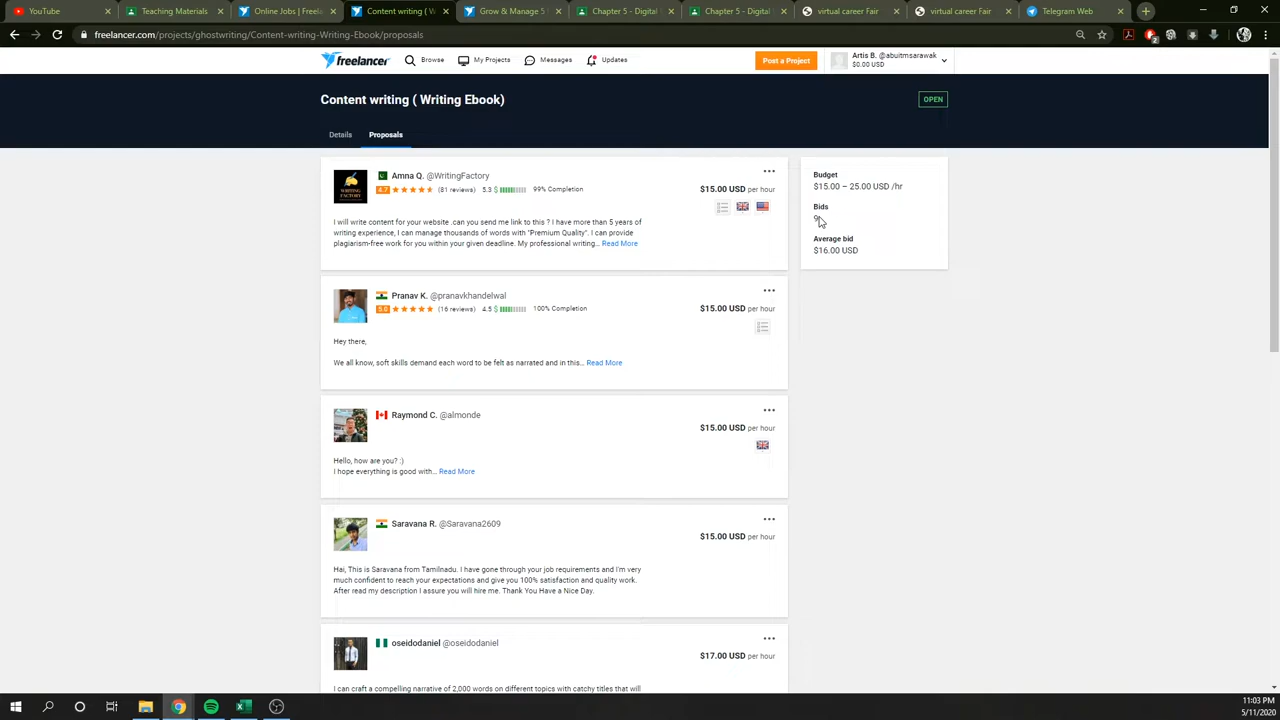 YouTube
Teaching Materials
Online Jobs | Freela
Content writing ( W
Grow & Manage 5
Chapter 5 - Digital
Chapter 5 - Digital
virtual career Fair
virtual career Fair
Telegram Web
freelancer.com/projects/ghostwriting/Content-writing-Writing-Ebook/proposals
freelancer
Browse
My Projects
Messages
Updates
Post a Project
Artis B. @abuitmsarawak
$0.00 USD
Content writing ( Writing Ebook)
OPEN
Details
Proposals
Amna Q. @WritingFactory
4.7 (81 reviews) 5.3 $ 99% Completion
$15.00 USD per hour
I will write content for your website .can you send me link to this ? I have more than 5 years of
writing experience, I can manage thousands of words with "Premium Quality". I can provide
plagiarism-free work for you within your given deadline. My professional writing... Read More
Budget
$15.00 – 25.00 USD /hr
Bids
9
Average bid
$16.00 USD
Pranav K. @pranavkhandelwal
5.0 (16 reviews) 4.5 $ 100% Completion
$15.00 USD per hour
Hey there,
We all know, soft skills demand each word to be felt as narrated and in this... Read More
Raymond C. @almonde
$15.00 USD per hour
Hello, how are you? :)
I hope everything is good with... Read More
Saravana R. @Saravana2609
$15.00 USD per hour
Hai, This is Saravana from Tamilnadu. I have gone through your job requirements and I'm very
much confident to reach your expectations and give you 100% satisfaction and quality work.
After read my description I assure you will hire me. Thank You Have a Nice Day.
oseidodaniel @oseidodaniel
$17.00 USD per hour
I can craft a compelling narrative of 2,000 words on different topics with catchy titles that will
11:03 PM
5/11/2020